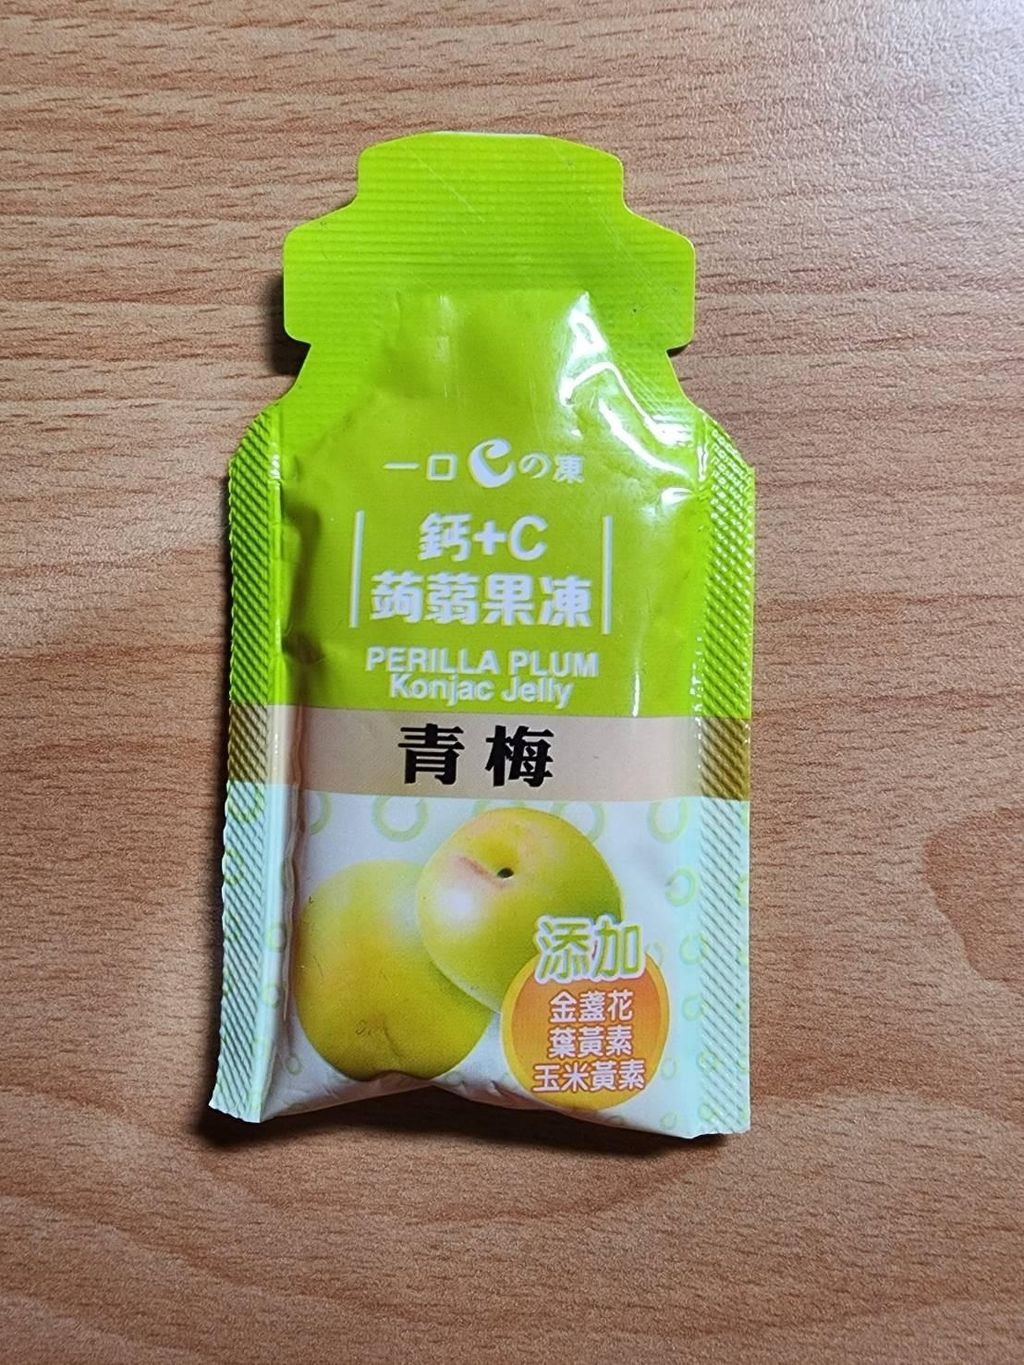 一口Cの凍
鈣+C
蒟蒻果凍
PERILLA PLUM
Konjac Jelly
青梅
添加
金盞花
葉黃素
玉米黃素